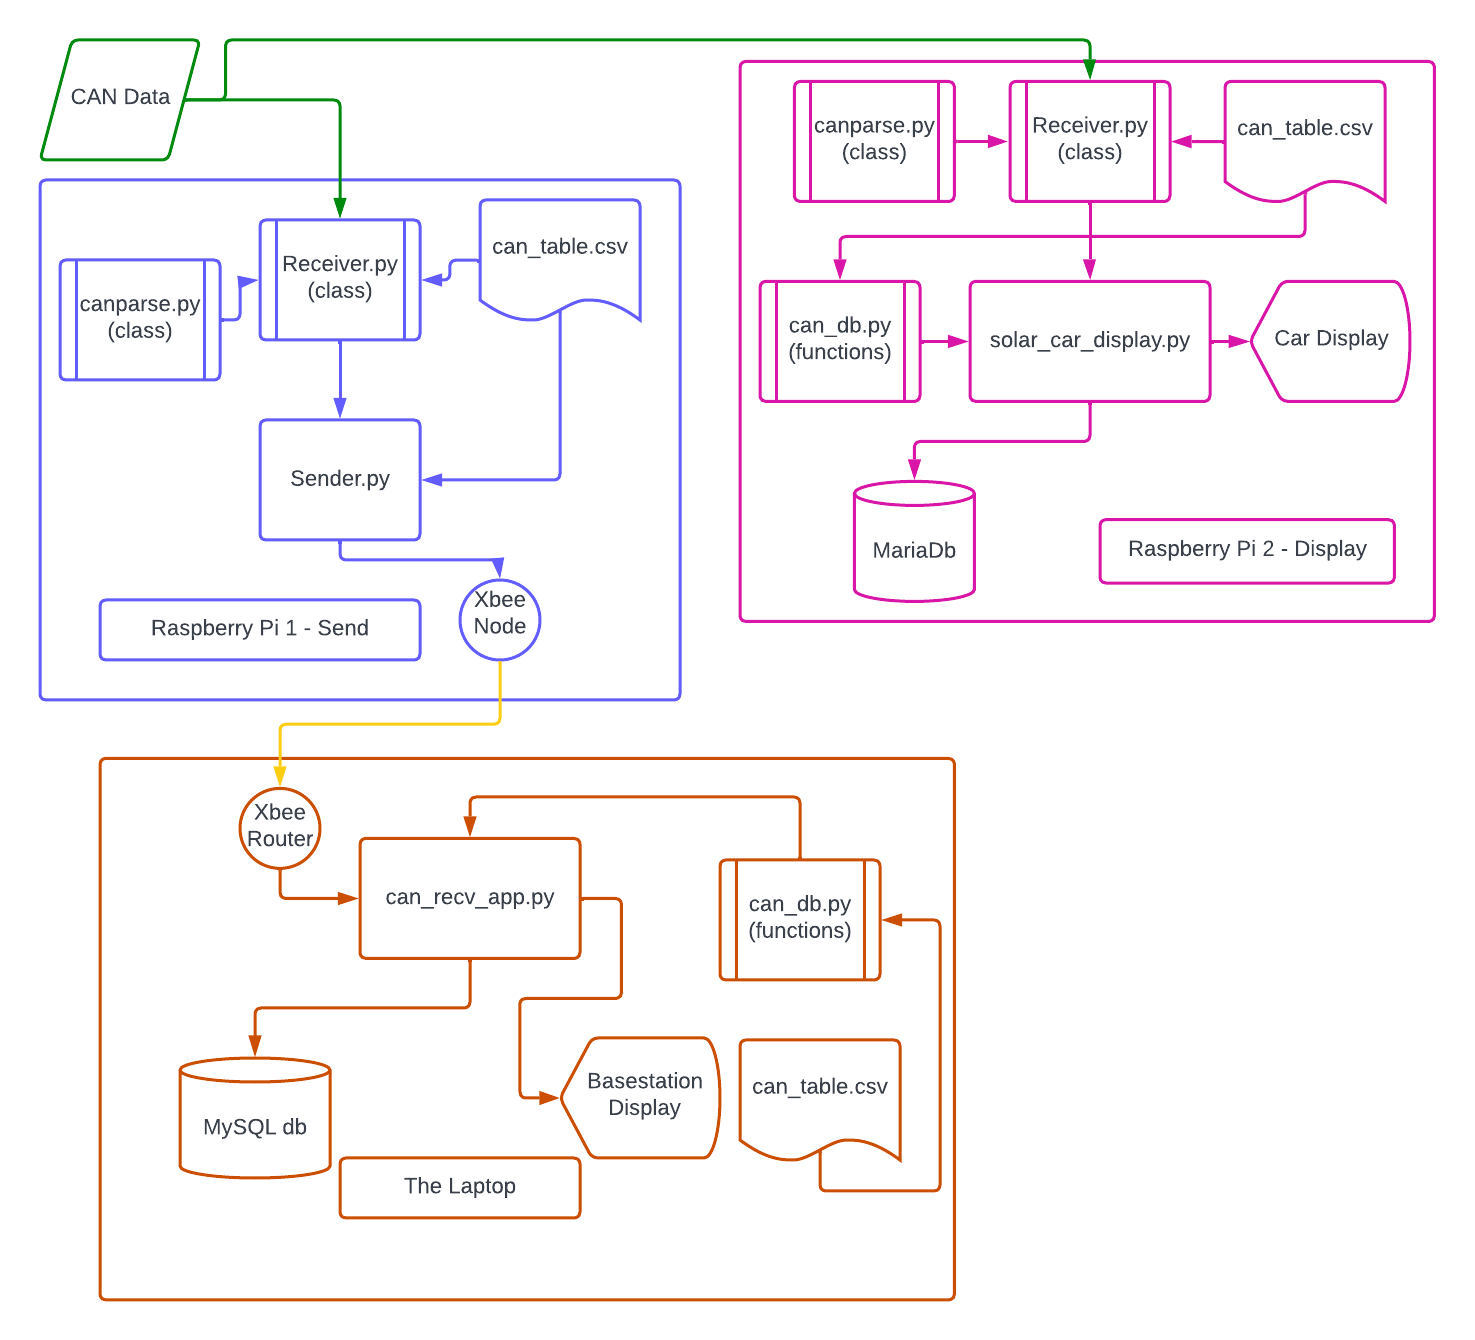 CAN Data
canparse.py
(class)
Receiver.py
(class)
can_table.csv
Sender.py
Xbee
Node
Raspberry Pi 1 - Send
canparse.py
(class)
Receiver.py
(class)
can_table.csv
can_db.py
(functions)
solar_car_display.py
Car Display
MariaDb
Raspberry Pi 2 - Display
Xbee
Router
can_recv_app.py
can_db.py
(functions)
MySQL db
Basestation
Display
can_table.csv
The Laptop